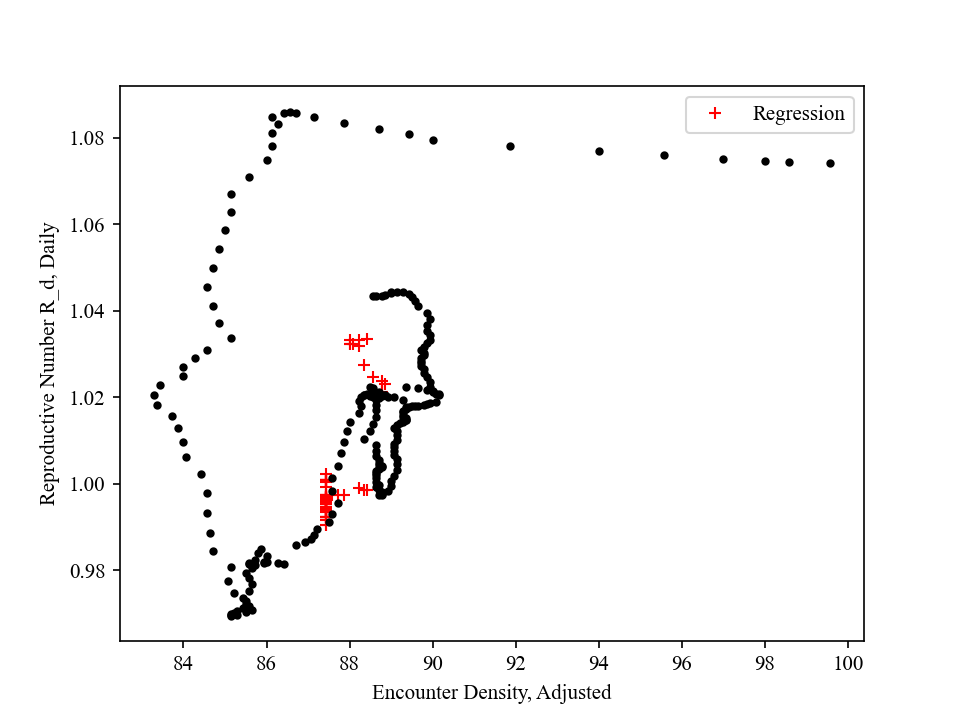 Regression
1.08
1.06
1.04
1.02
1.00
0.98
Reproductive Number R_d, Daily
84 86 88 90 92 94 96 98 100
Encounter Density, Adjusted